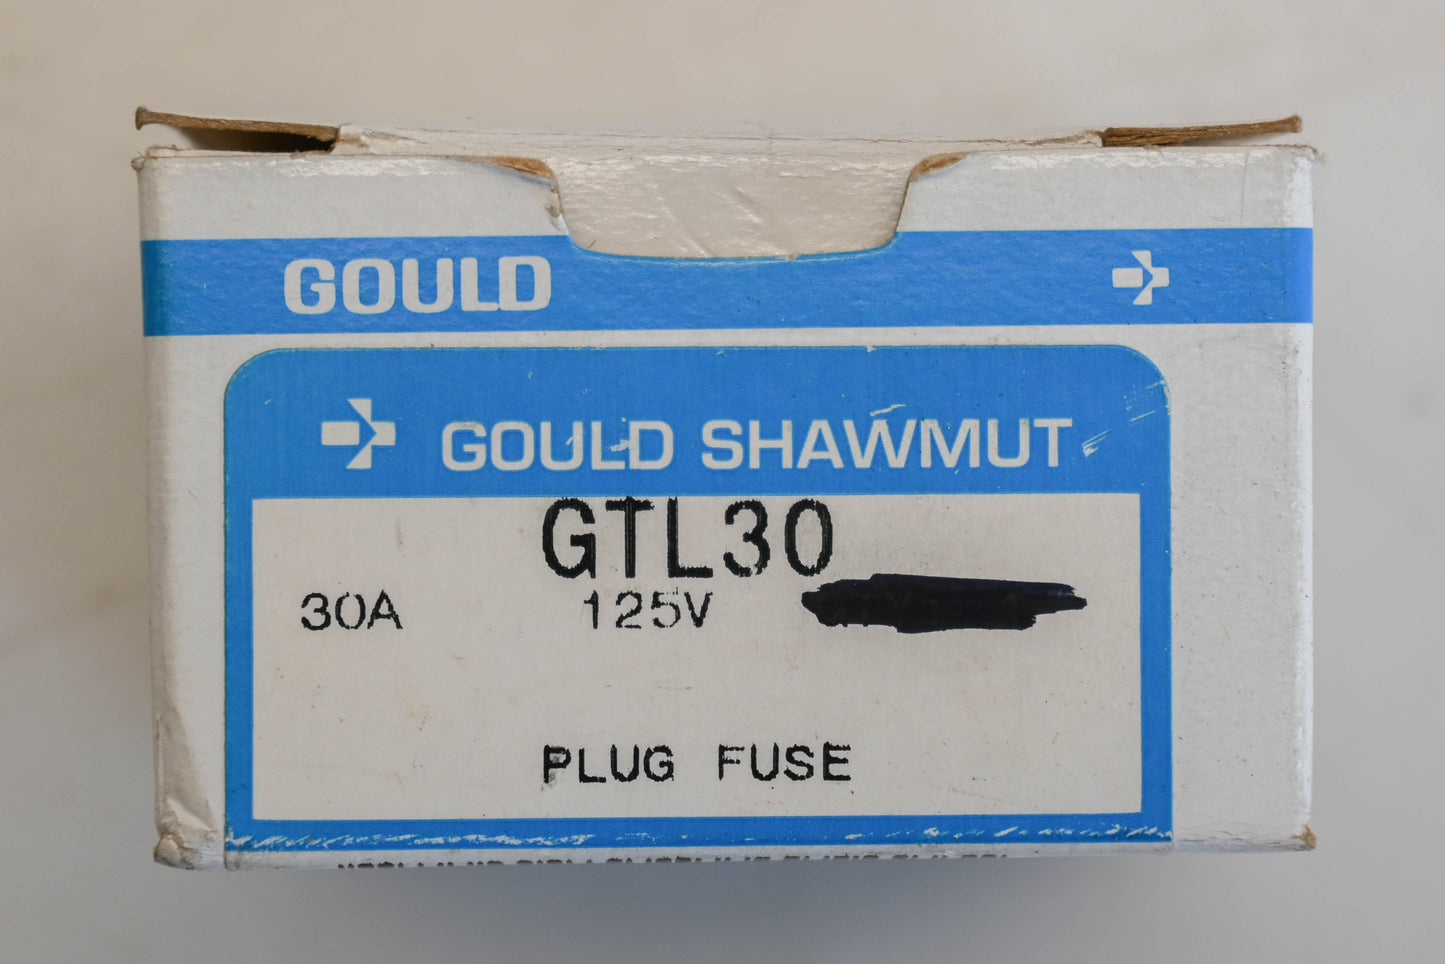 GOULD
GOULD SHAWMUT
GTL30
30A 125V
PLUG FUSE